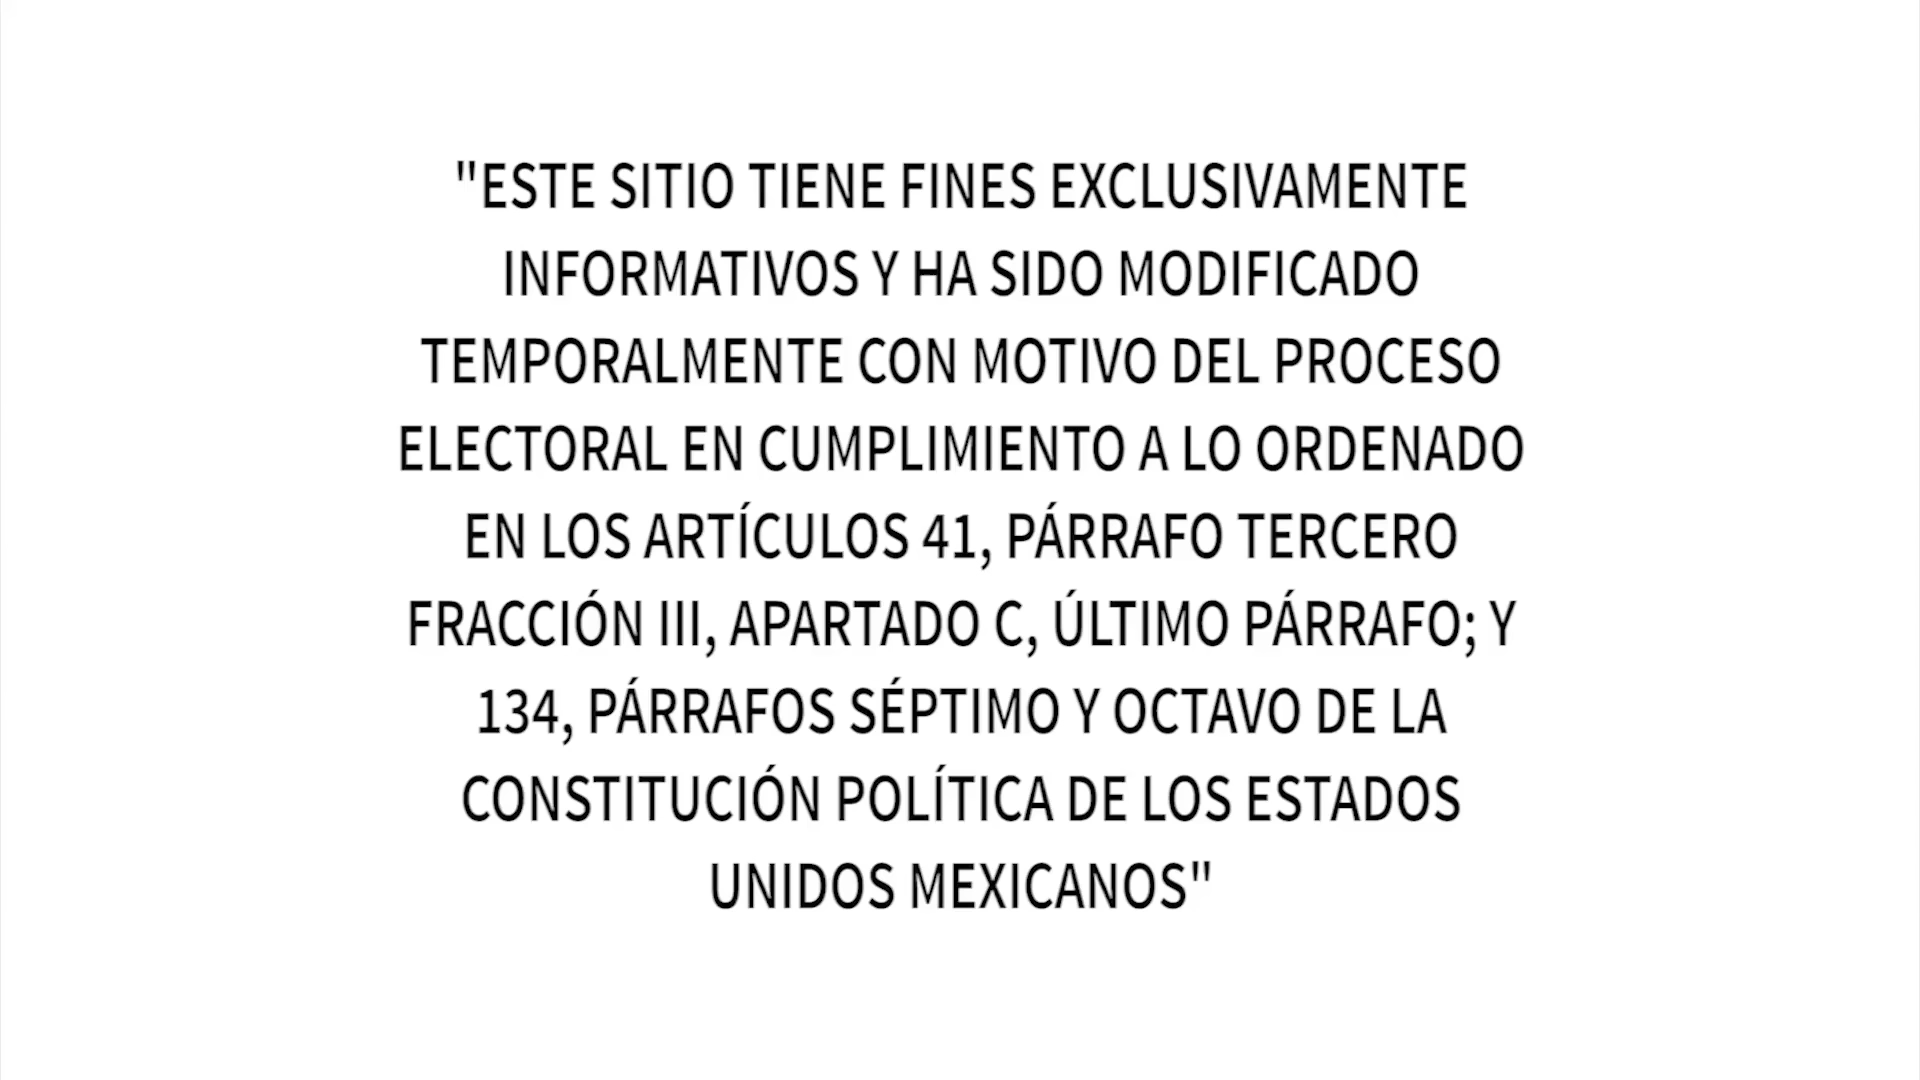 "ESTE SITIO TIENE FINES EXCLUSIVAMENTE
INFORMATIVOS Y HA SIDO MODIFICADO
TEMPORALMENTE CON MOTIVO DEL PROCESO
ELECTORAL EN CUMPLIMIENTO A LO ORDENADO
EN LOS ARTÍCULOS 41, PÁRRAFO TERCERO
FRACCIÓN III, APARTADO C, ÚLTIMO PÁRRAFO; Y
134, PÁRRAFOS SÉPTIMO Y OCTAVO DE LA
CONSTITUCIÓN POLÍTICA DE LOS ESTADOS
UNIDOS MEXICANOS"